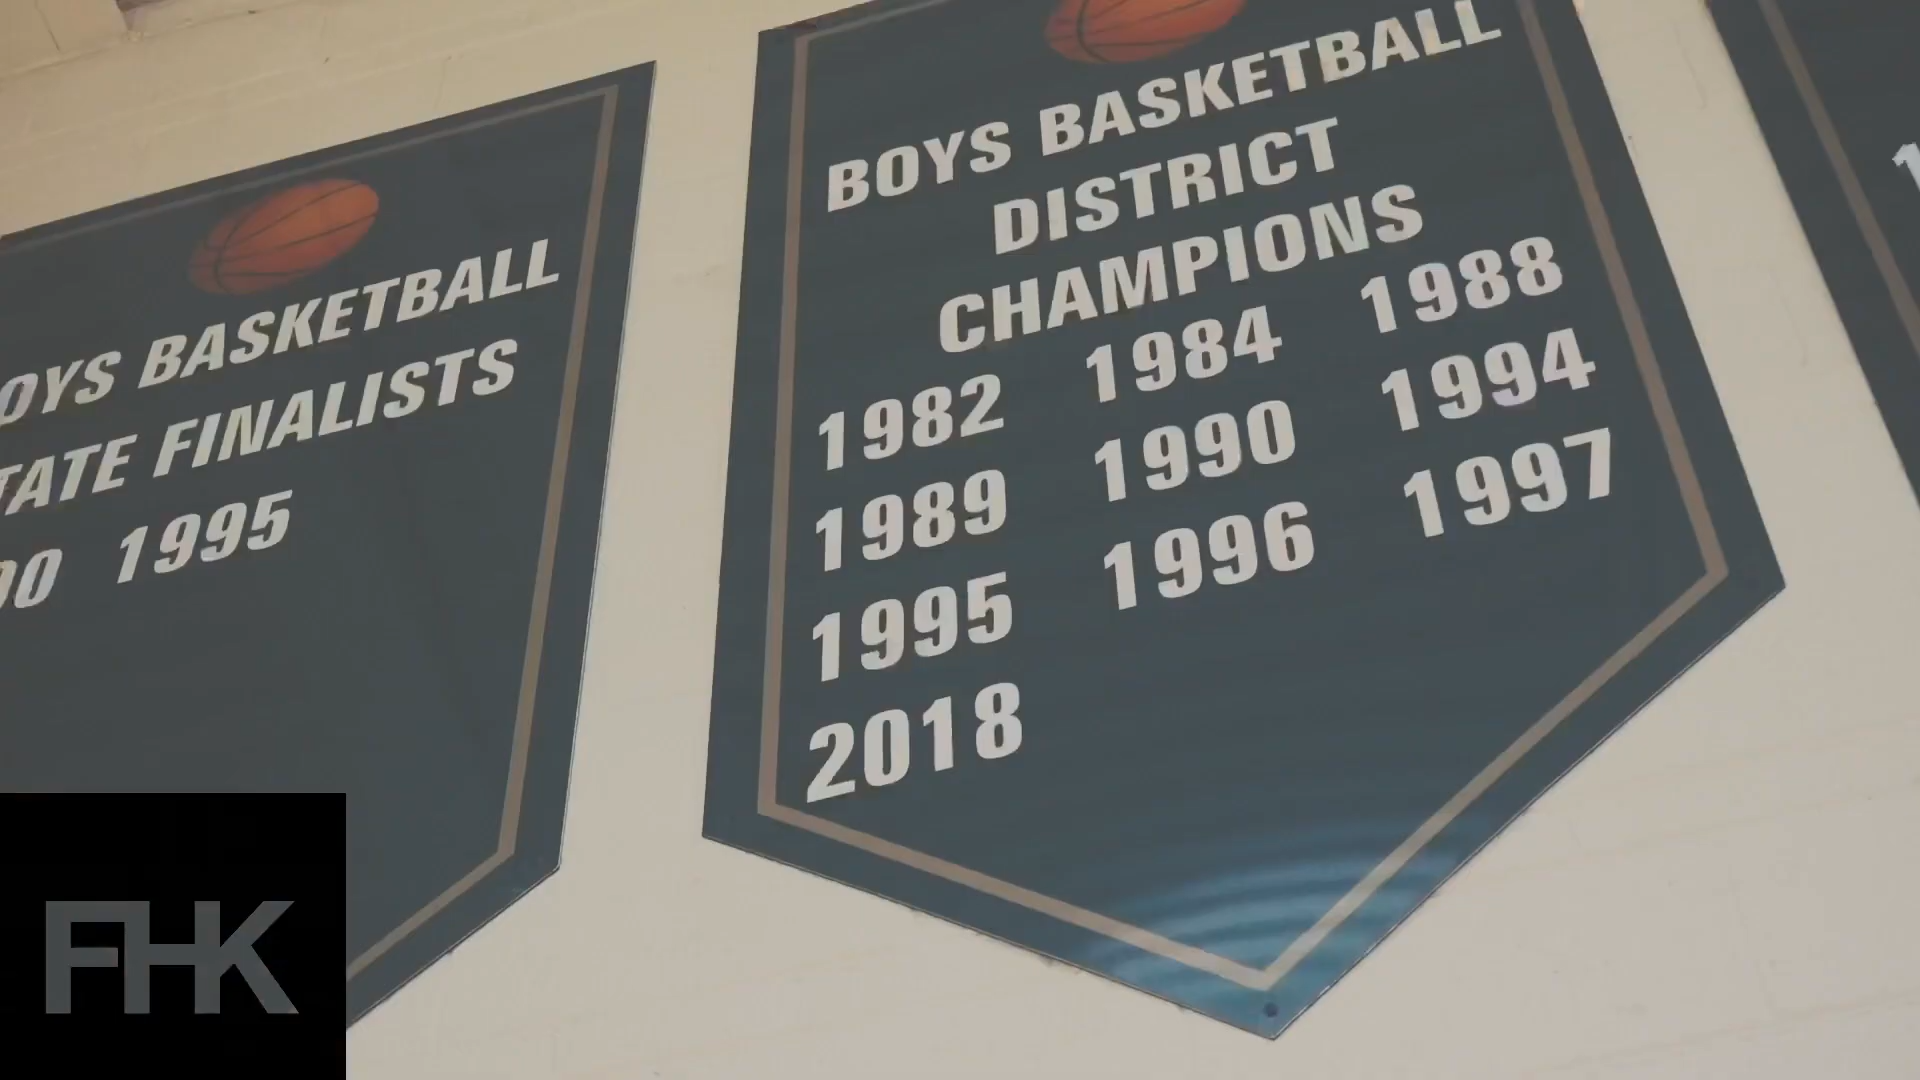 OYS BASKETBALL
TATE FINALISTS
90 1995
BOYS BASKETBALL
DISTRICT
CHAMPIONS
1982 1984 1988
1989 1990 1994
1995 1996 1997
2018
FHK